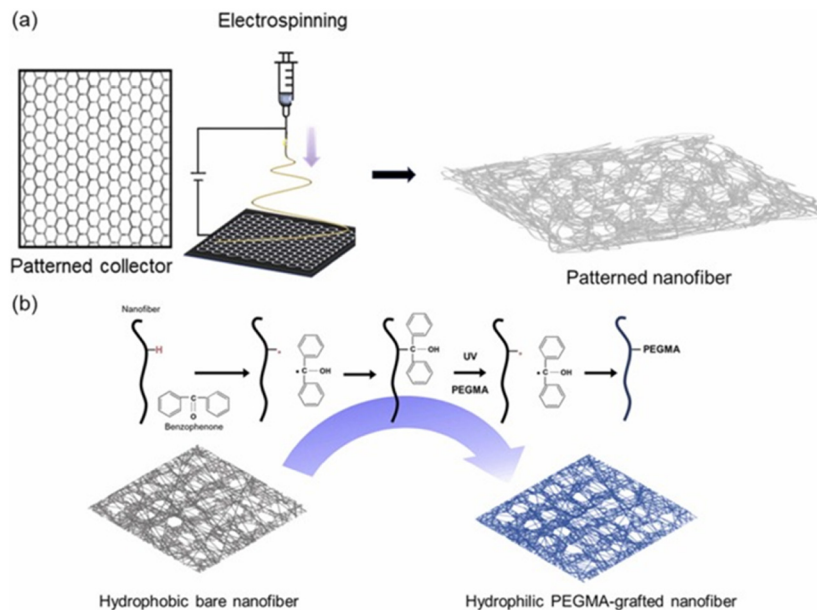 (a)
Electrospinning
Patterned collector
Patterned nanofiber
(b)
Nanofiber
H
Benzophenone
C
O
C
OH
C
OH
UV
PEGMA
C
OH
PEGMA
Hydrophobic bare nanofiber
Hydrophilic PEGMA-grafted nanofiber